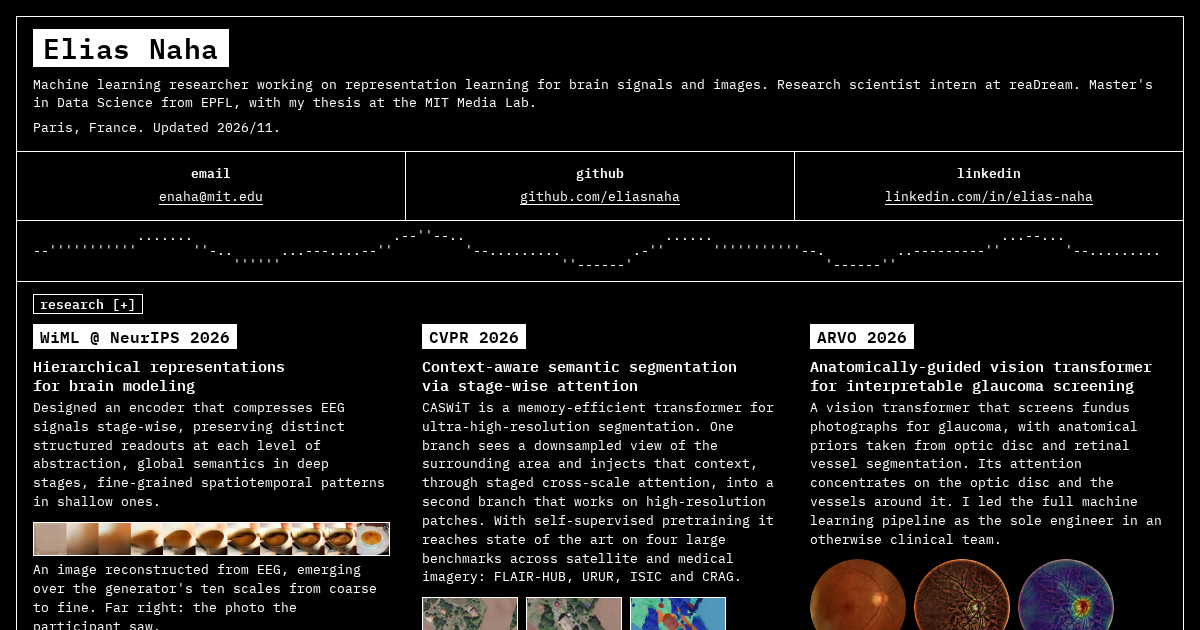 Elias Naha
Machine learning researcher working on representation learning for brain signals and images. Research scientist intern at reaDream. Master's
in Data Science from EPFL, with my thesis at the MIT Media Lab.
Paris, France. Updated 2026/11.
email
enaha@mit.edu
github
github.com/eliasnaha
linkedin
linkedin.com/in/elias-naha
research [+]
WiML @ NeurIPS 2026
Hierarchical representations
for brain modeling
Designed an encoder that compresses EEG
signals stage-wise, preserving distinct
structured readouts at each level of
abstraction, global semantics in deep
stages, fine-grained spatiotemporal patterns
in shallow ones.
An image reconstructed from EEG, emerging
over the generator's ten scales from coarse
to fine. Far right: the photo the
participant saw.
CVPR 2026
Context-aware semantic segmentation
via stage-wise attention
CASWiT is a memory-efficient transformer for
ultra-high-resolution segmentation. One
branch sees a downsampled view of the
surrounding area and injects that context,
through staged cross-scale attention, into a
second branch that works on high-resolution
patches. With self-supervised pretraining it
reaches state of the art on four large
benchmarks across satellite and medical
imagery: FLAIR-HUB, URUR, ISIC and CRAG.
ARVO 2026
Anatomically-guided vision transformer
for interpretable glaucoma screening
A vision transformer that screens fundus
photographs for glaucoma, with anatomical
priors taken from optic disc and retinal
vessel segmentation. Its attention
concentrates on the optic disc and the
vessels around it. I led the full machine
learning pipeline as the sole engineer in an
otherwise clinical team.